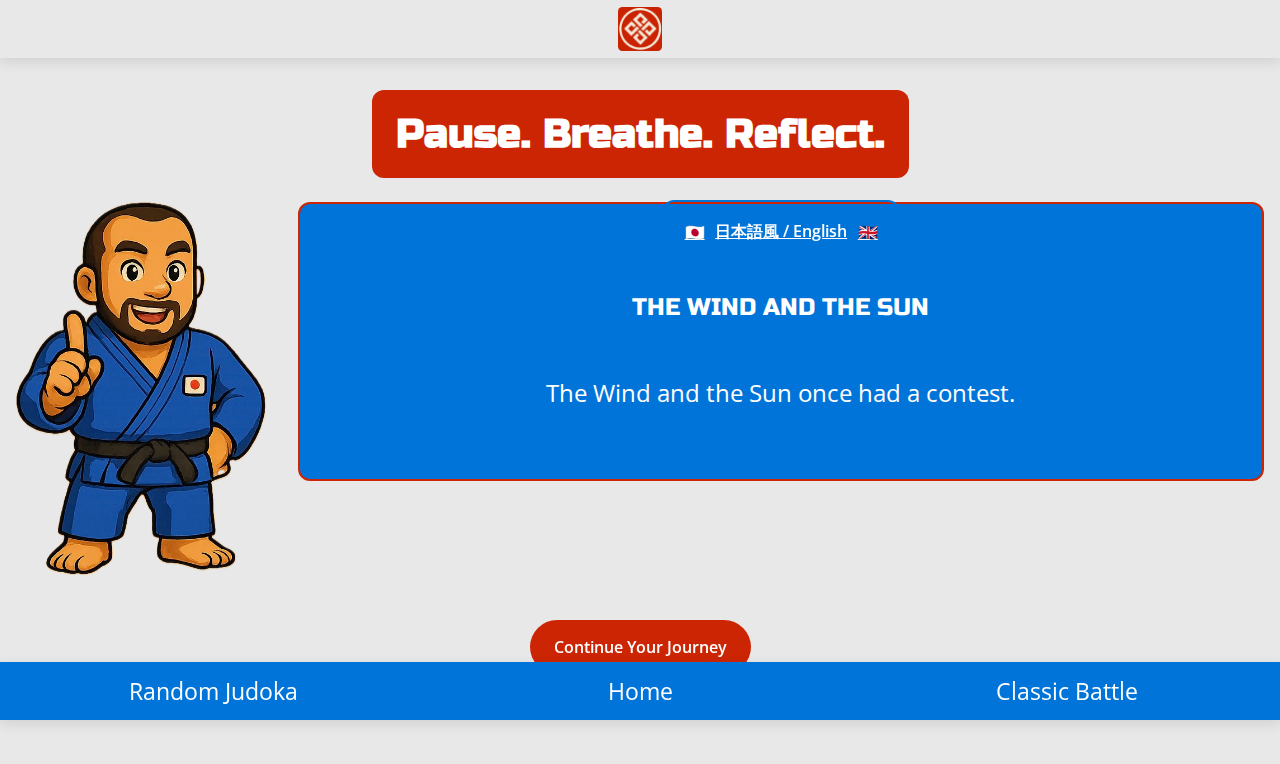 Pause. Breathe. Reflect.
日本語風 / English
THE WIND AND THE SUN
The Wind and the Sun once had a contest.
Continue Your Journey
Random Judoka
Home
Classic Battle